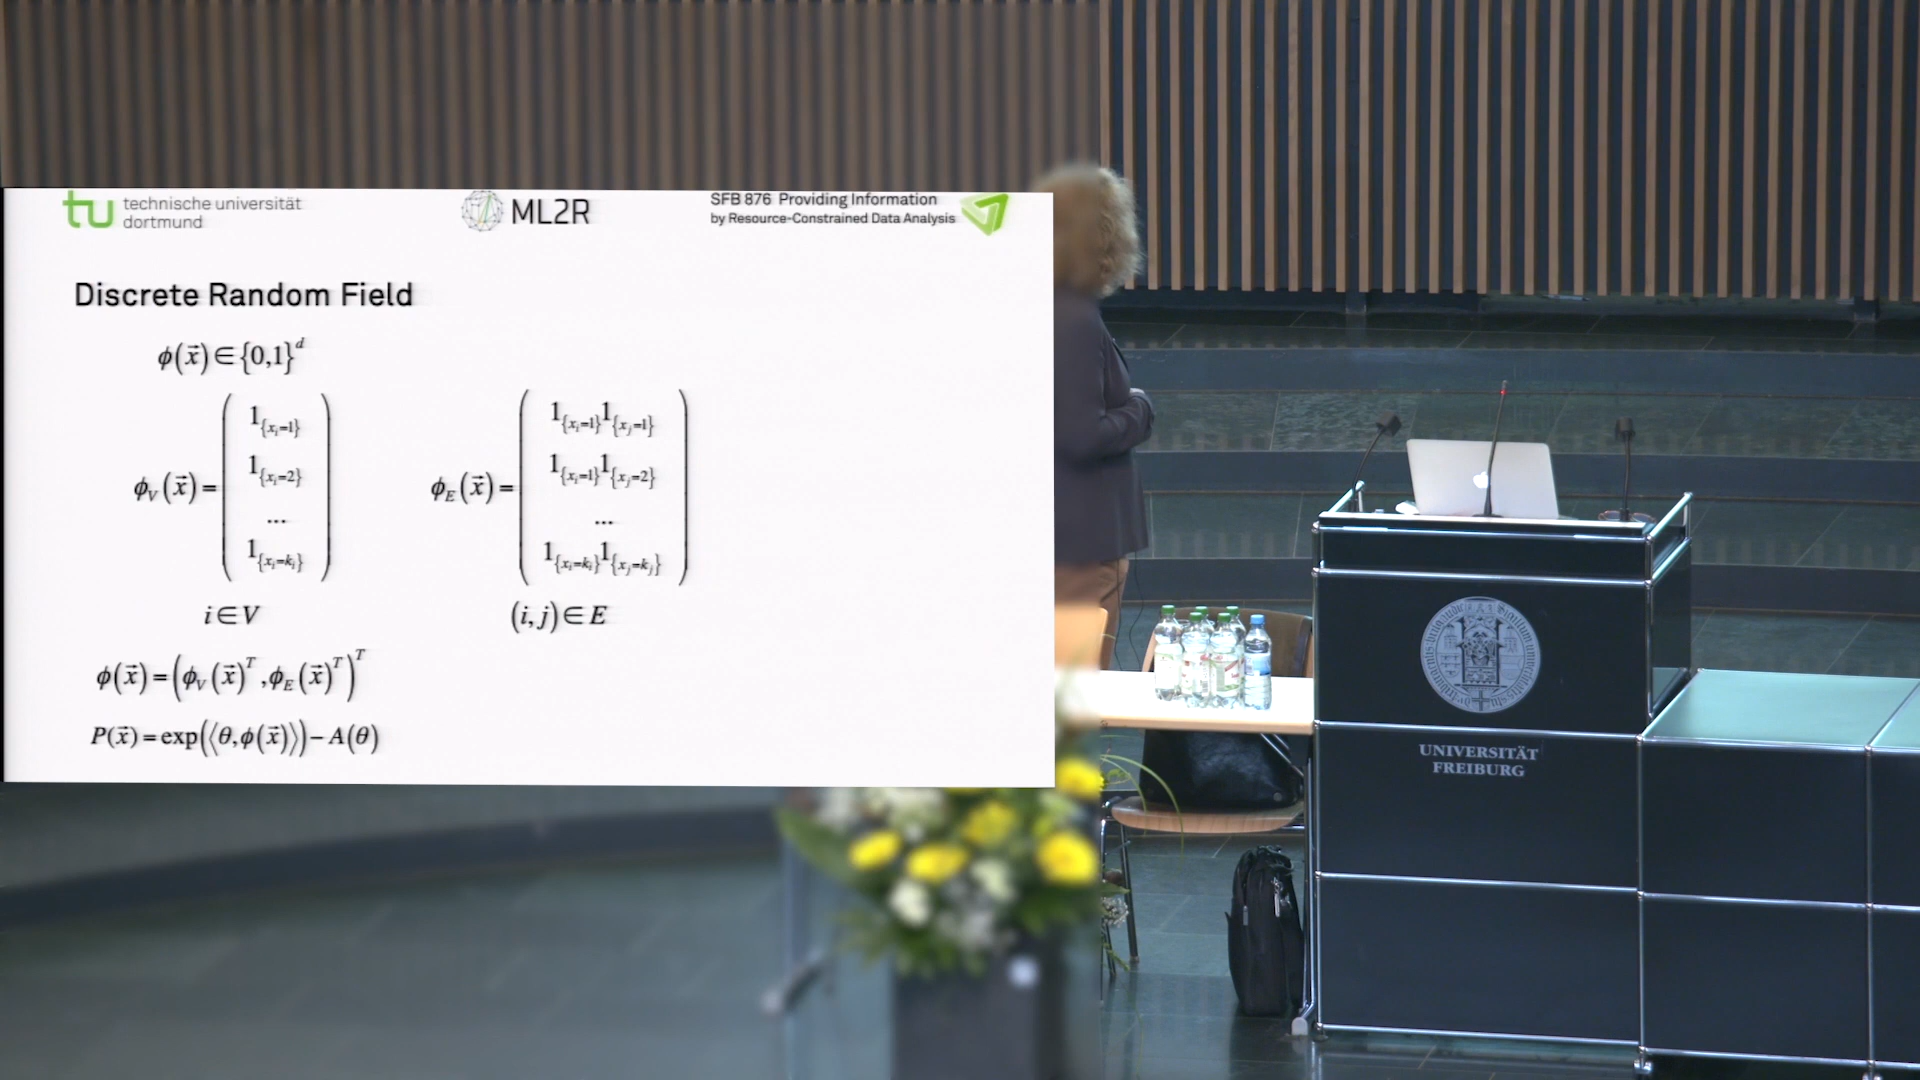 tu technische universität
dortmund
ML2R
SFB 876 Providing Information
by Resource-Constrained Data Analysis
Discrete Random Field
ϕ(x⃗)∈{0,1}^d
ϕ_V(x⃗)= ( 1_{x_i=1} 1_{x_i=2} ... 1_{x_i=k_i} )
ϕ_E(x⃗)= ( 1_{x_i=1}1_{x_j=1} 1_{x_i=1}1_{x_j=2} ... 1_{x_i=k_i}1_{x_j=k_j} )
i∈V
(i,j)∈E
ϕ(x⃗)=(ϕ_V(x⃗)^T,ϕ_E(x⃗)^T)^T
P(x⃗)=exp(⟨θ,ϕ(x⃗)⟩)−A(θ)
UNIVERSITÄT
FREIBURG